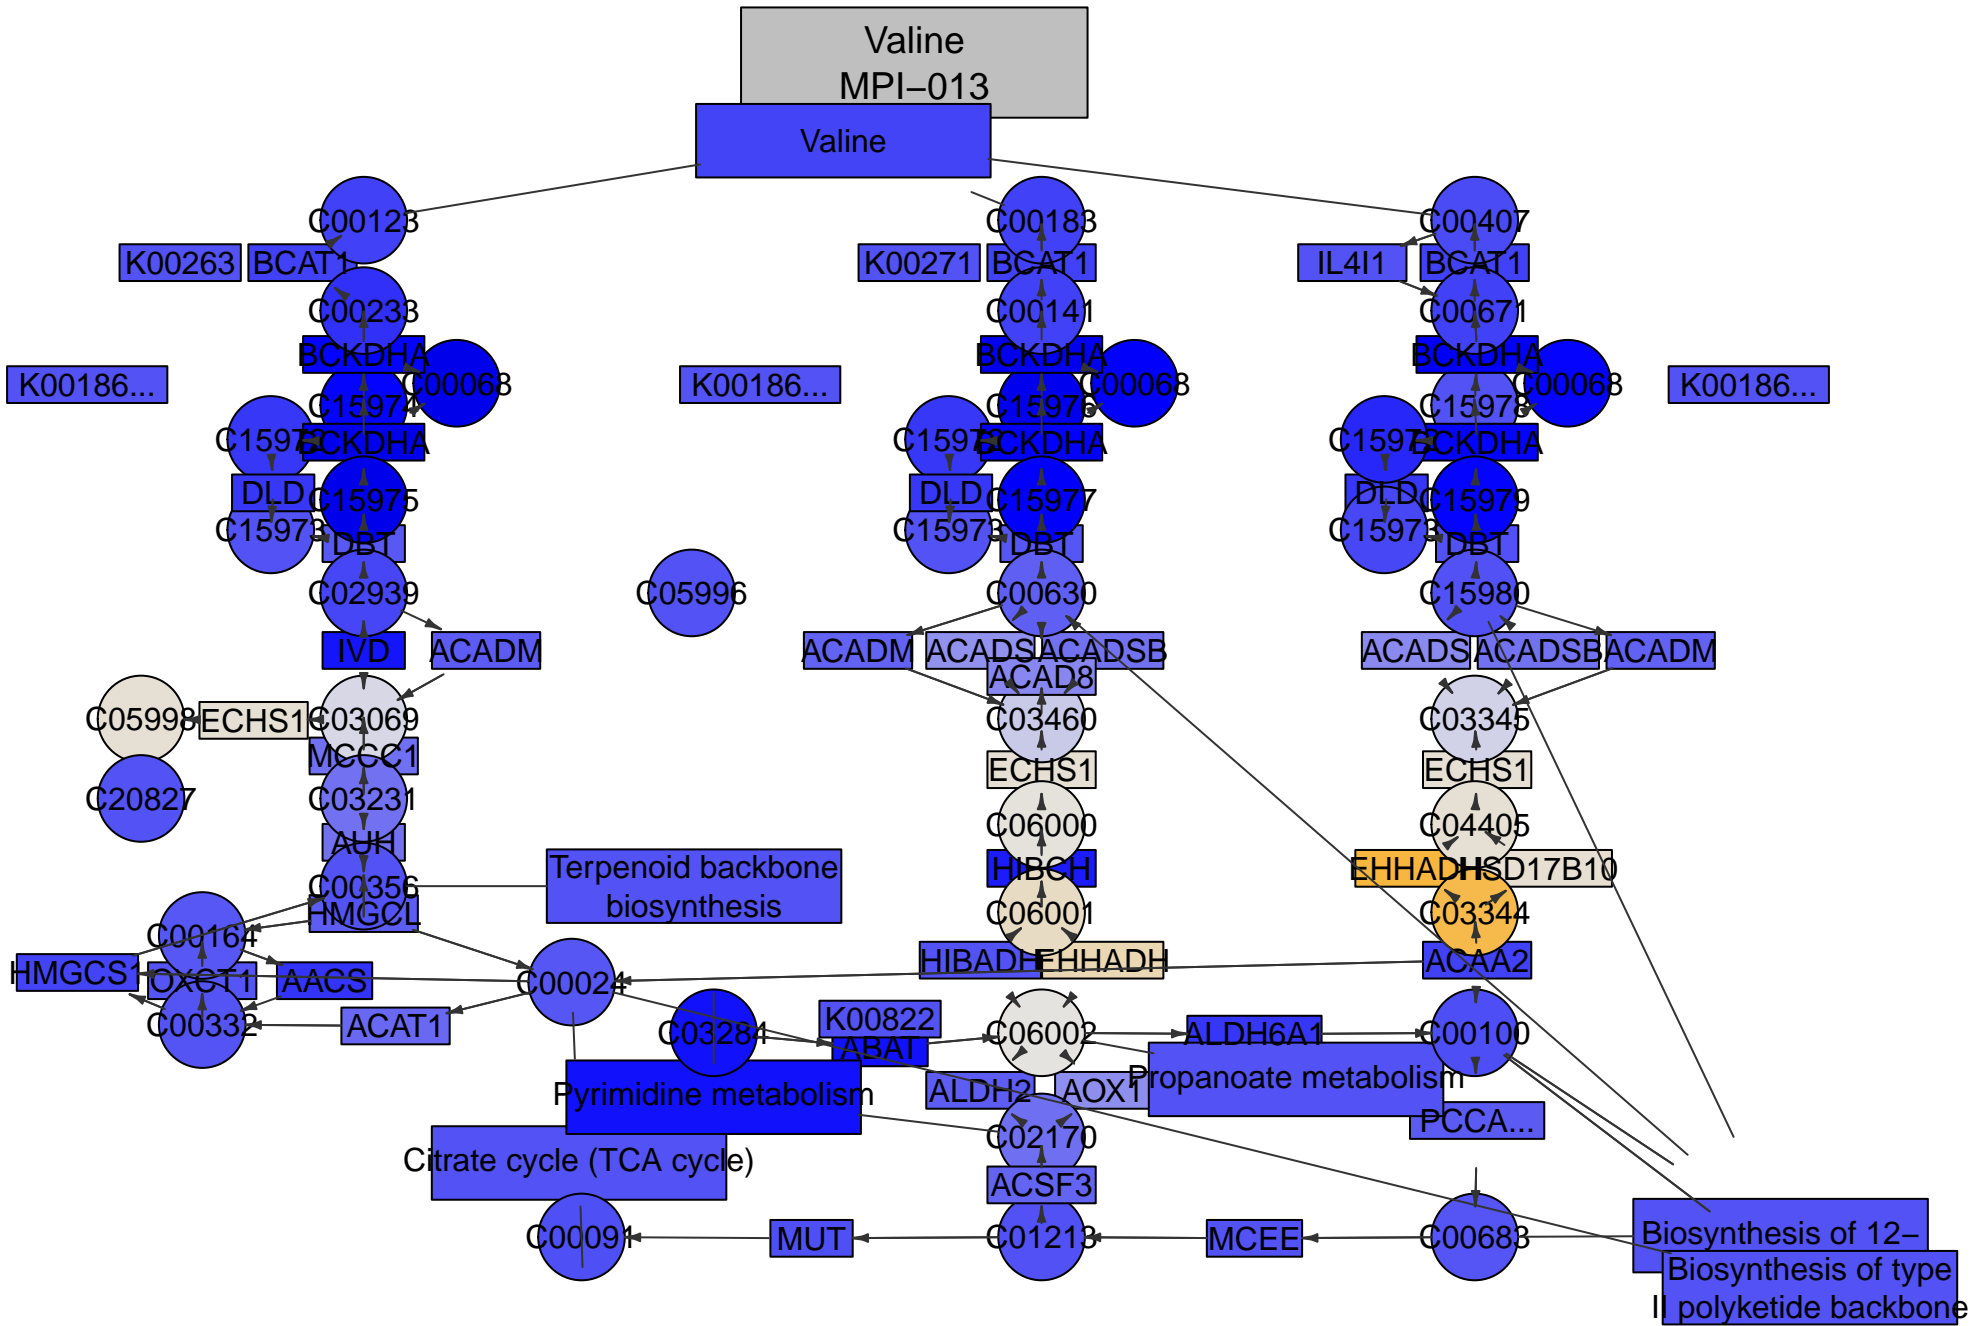 Valine
MPI–013
Valine
C00123
C00183
C00407
K00263
BCAT1
K00271
BCAT1
IL4I1
BCAT1
C00233
C00141
C00671
BCKDHA
BCKDHA
BCKDHA
K00186...
C00068
K00186...
C00068
C00068
K00186...
C15974
C15976
C15978
C15972
BCKDHA
C15972
BCKDHA
C15972
BCKDHA
DLD
C15975
DLD
C15977
DLD
C15979
C15973
DBT
C15973
DBT
C15973
DBT
C02939
C05996
C00630
C15980
IVD
ACADM
ACADM
ACADS
ACADSB
ACADS
ACADSB
ACADM
ACAD8
C05998
ECHS1
C03069
C03460
C03345
MCCC1
ECHS1
ECHS1
C20827
C03231
C06000
C04405
AUH
HIBCH
EHHADH
HSD17B10
Terpenoid backbone
biosynthesis
C00356
HMGCL
C06001
C03344
C00164
HMGCS1
OXCT1
AACS
C00024
HIBADH
EHHADH
ACAA2
C00332
ACAT1
C03284
K00822
ABAT
C06002
ALDH6A1
C00100
Pyrimidine metabolism
ALDH2
AOX1
Propanoate metabolism
PCCA...
C02170
Citrate cycle (TCA cycle)
ACSF3
C00091
MUT
C01213
MCEE
C00683
Biosynthesis of 12–
Biosynthesis of type
II polyketide backbone